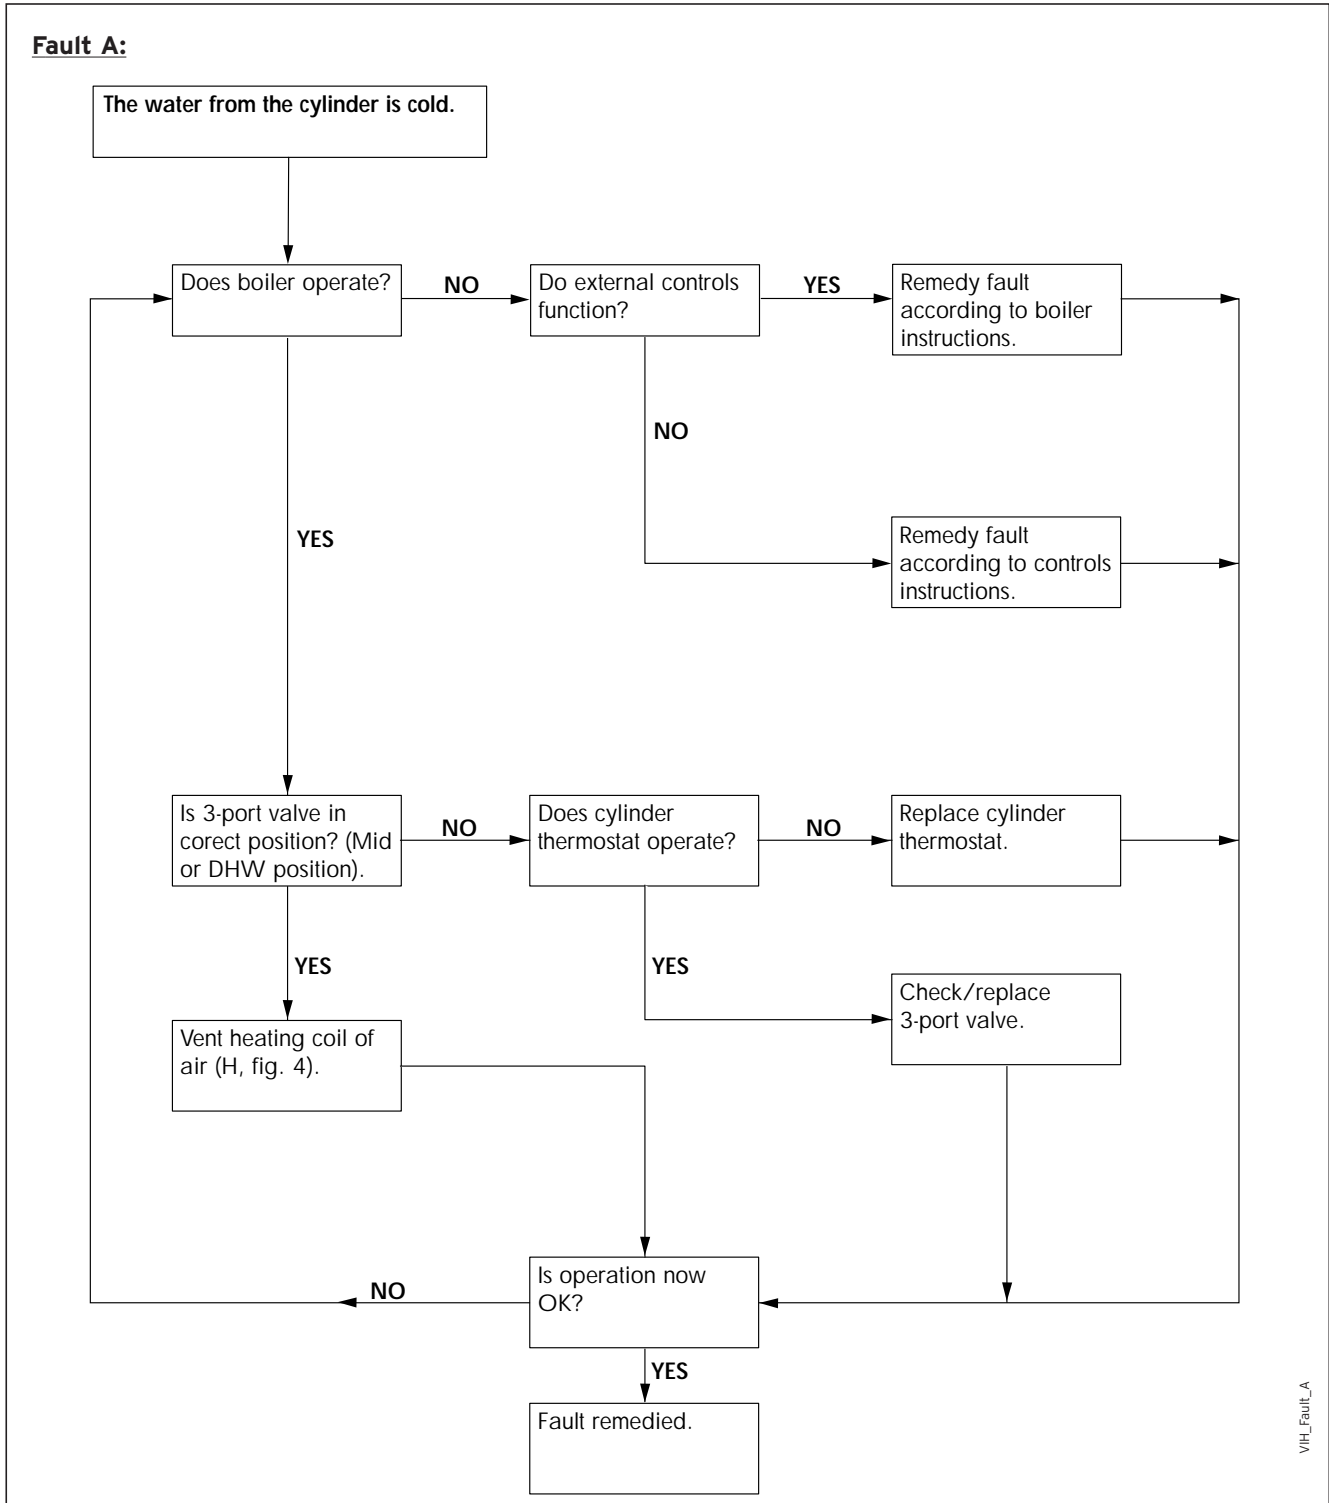 Fault A:
The water from the cylinder is cold.
Does boiler operate?
NO
Do external controls
function?
YES
Remedy fault
according to boiler
instructions.
NO
YES
Remedy fault
according to controls
instructions.
Is 3-port valve in
corect position? (Mid
or DHW position).
NO
Does cylinder
thermostat operate?
NO
Replace cylinder
thermostat.
YES
YES
Check/replace
3-port valve.
Vent heating coil of
air (H, fig. 4).
Is operation now
OK?
NO
YES
Fault remedied.
VIH_Fault_A